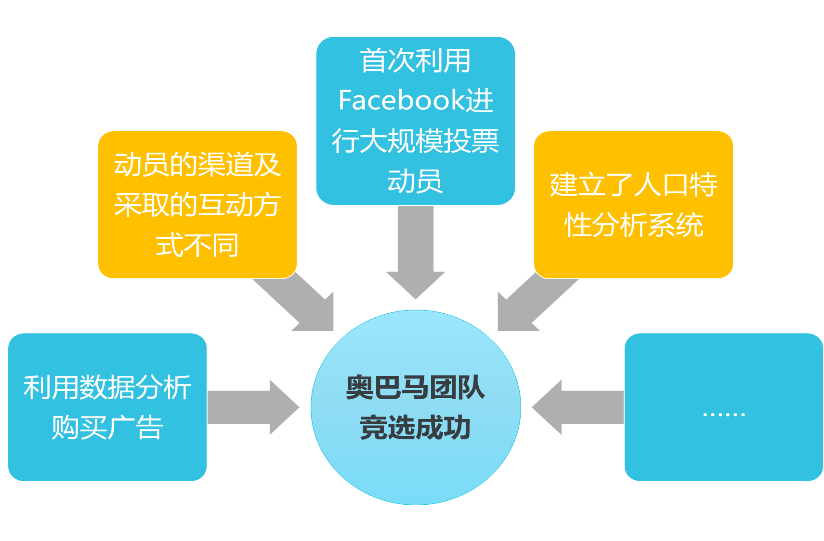 首次利用
Facebook进
行大规模投票
动员
动员的渠道及
采取的互动方
式不同
建立了人口特
性分析系统
利用数据分析
购买广告
奥巴马团队
竞选成功
……